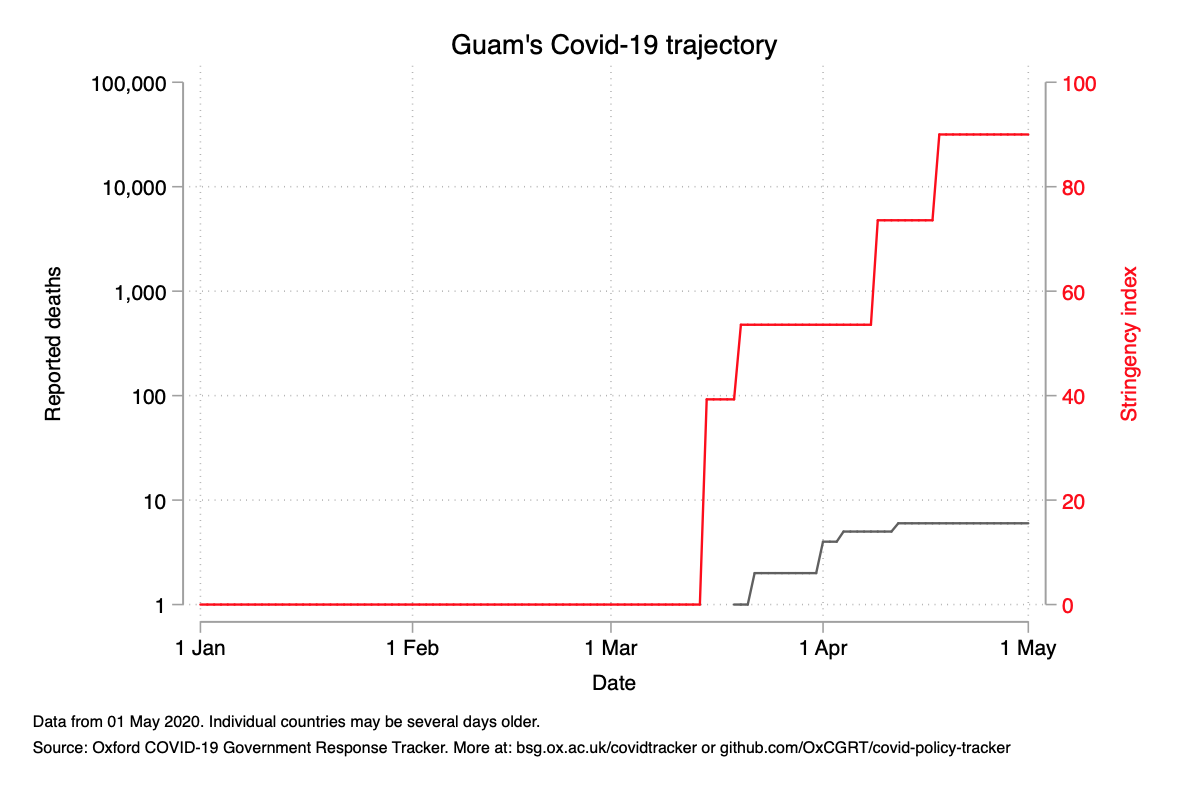 Guam's Covid-19 trajectory
100,000
10,000
1,000
100
10
1
Reported deaths
100
80
60
40
20
0
Stringency index
1 Jan
1 Feb
1 Mar
1 Apr
1 May
Date
Data from 01 May 2020. Individual countries may be several days older.
Source: Oxford COVID-19 Government Response Tracker. More at: bsg.ox.ac.uk/covidtracker or github.com/OxCGRT/covid-policy-tracker